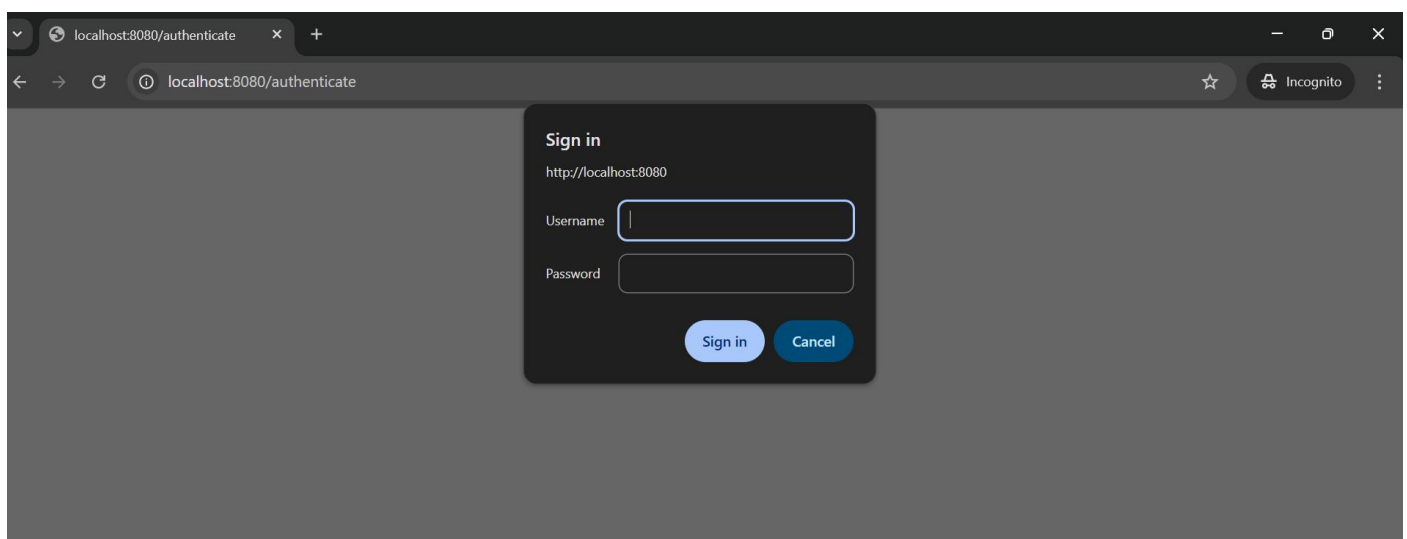 localhost:8080/authenticate
localhost:8080/authenticate
Incognito
Sign in
http://localhost:8080
Username
Password
Sign in Cancel